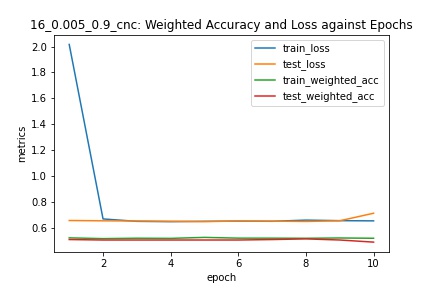 16_0.005_0.9_cnc: Weighted Accuracy and Loss against Epochs
train_loss
test_loss
train_weighted_acc
test_weighted_acc
2.0
1.8
1.6
1.4
1.2
1.0
0.8
0.6
metrics
2 4 6 8 10
epoch